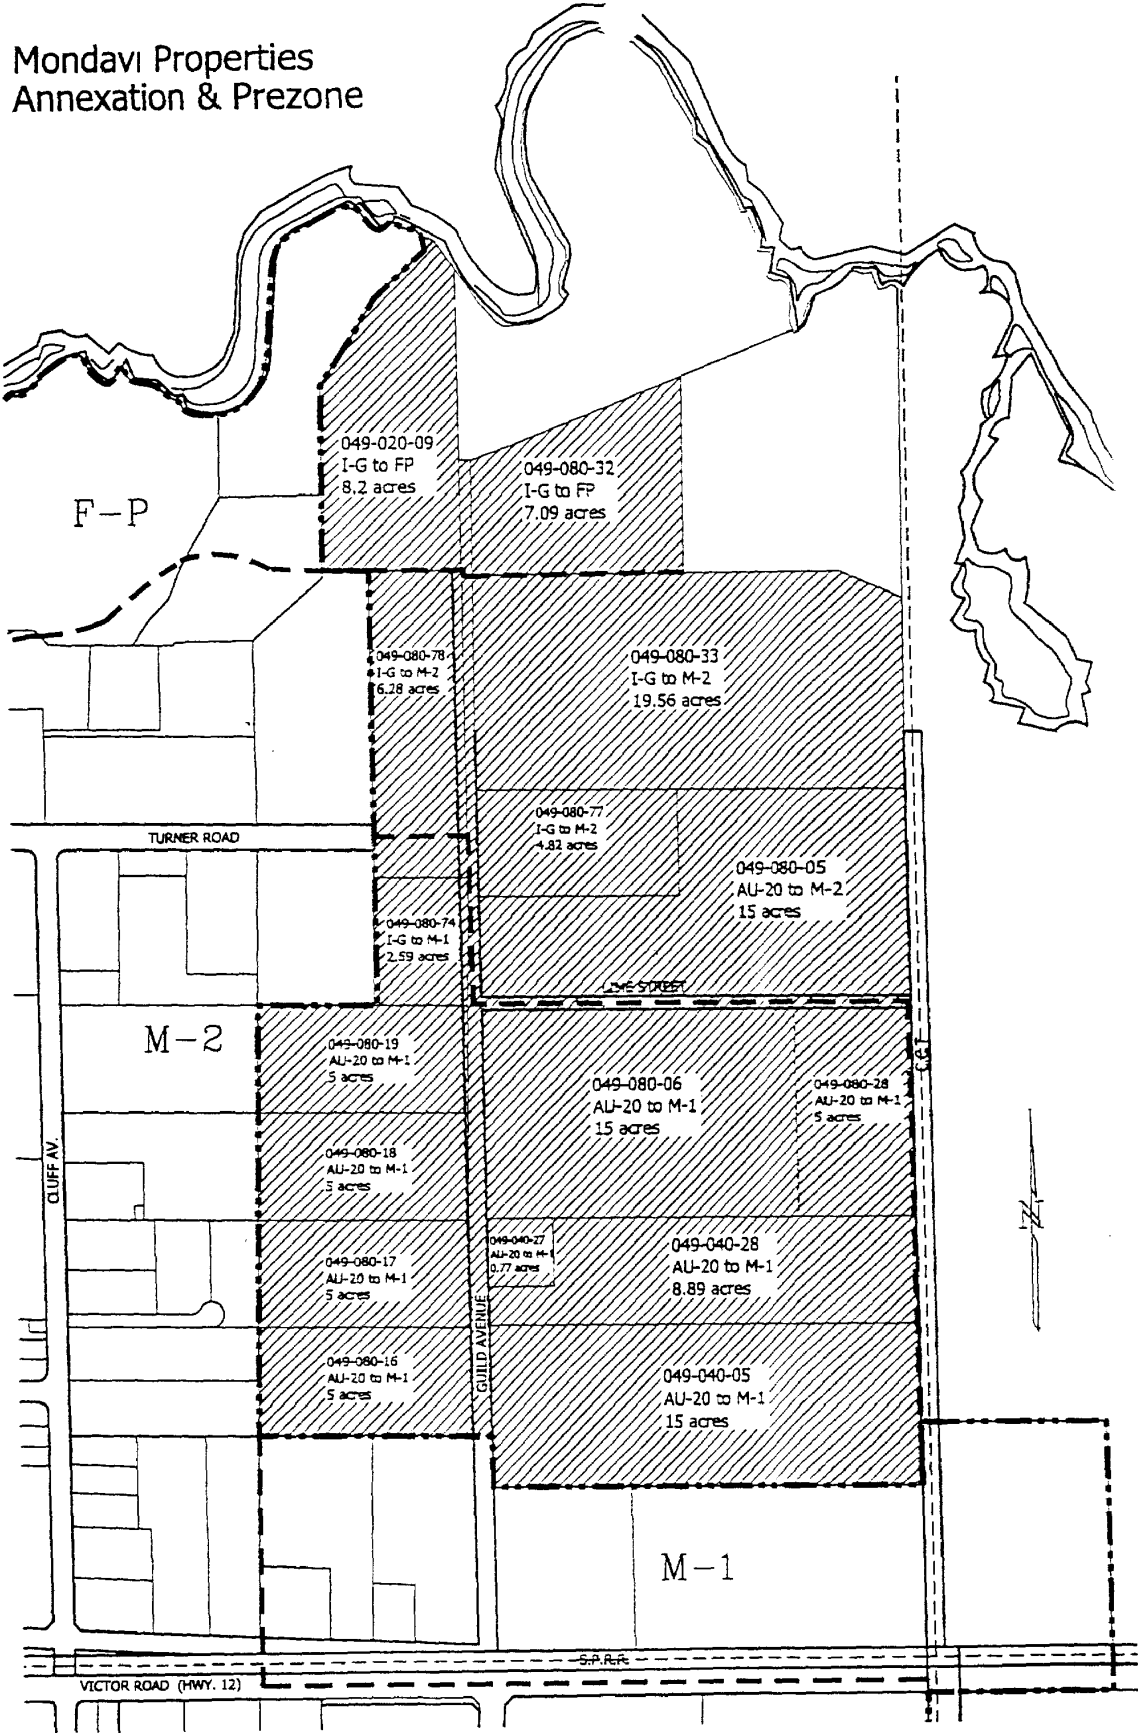 Mondavi Properties
Annexation & Prezone
049-020-09
I-G to FP
8.2 acres
049-080-32
I-G to FP
7.09 acres
F-P
049-080-78
I-G to M-2
6.28 acres
049-080-33
I-G to M-2
19.56 acres
049-080-77
I-G to M-2
4.82 acres
TURNER ROAD
049-080-05
AU-20 to M-2
15 acres
049-080-74
I-G to M-1
2.59 acres
STREET
M-2
049-080-19
AU-20 to M-1
5 acres
049-080-06
AU-20 to M-1
15 acres
049-080-28
AU-20 to M-1
5 acres
CLUFF AV.
049-080-18
AU-20 to M-1
5 acres
049-040-27
AU-20 to M-1
0.77 acres
049-040-28
AU-20 to M-1
8.89 acres
049-080-17
AU-20 to M-1
5 acres
GUILD AVENUE
049-080-16
AU-20 to M-1
5 acres
049-040-05
AU-20 to M-1
15 acres
M-1
S.P.R.R.
VICTOR ROAD (HWY. 12)